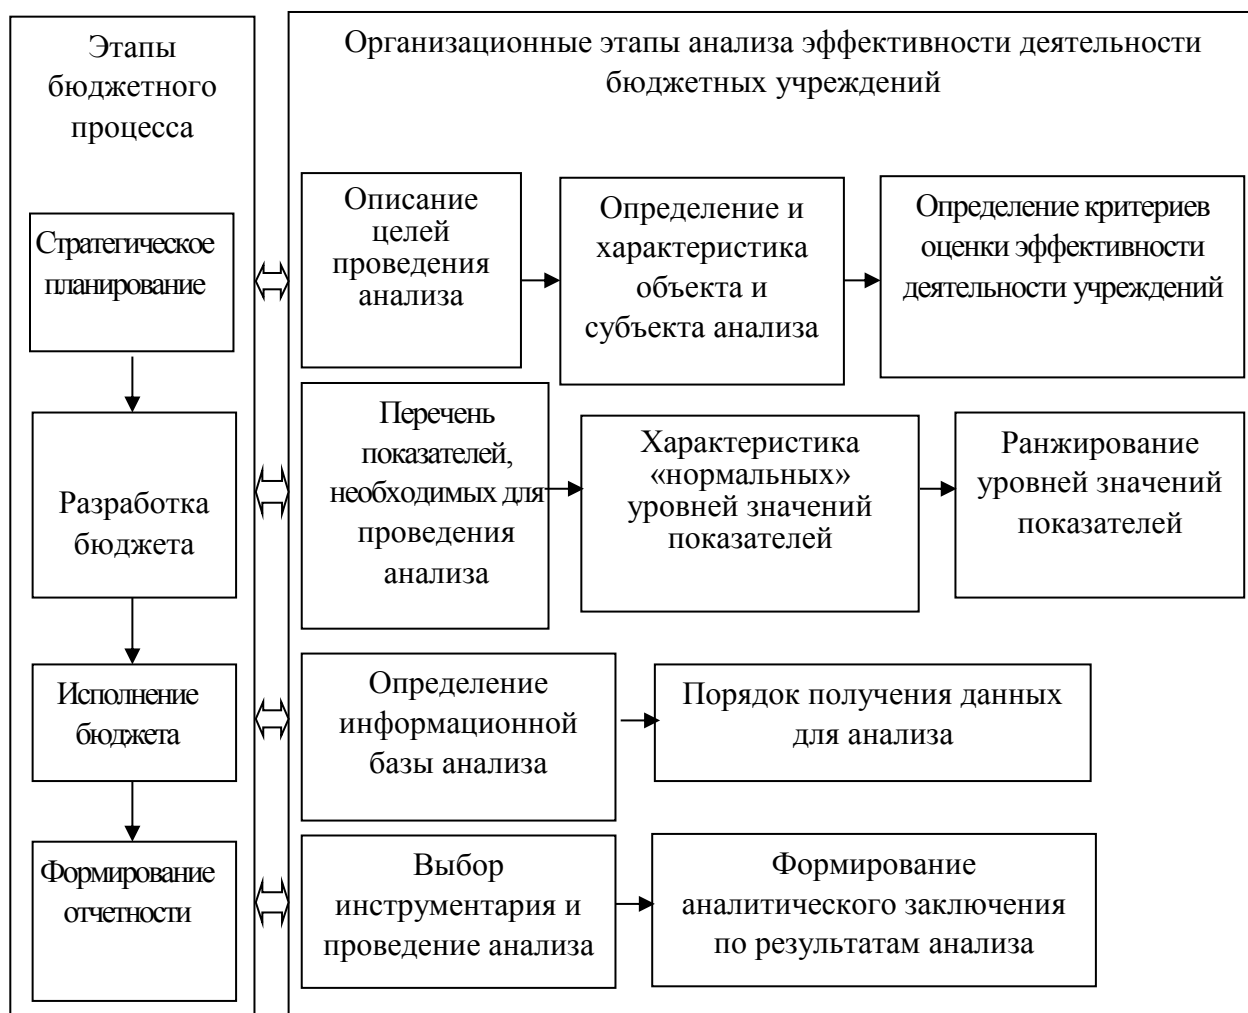 Этапы
бюджетного
процесса
Организационные этапы анализа эффективности деятельности
бюджетных учреждений
Стратегическое
планирование
Описание
целей
проведения
анализа
Определение и
характеристика
объекта и
субъекта анализа
Определение критериев
оценки эффективности
деятельности учреждений
Разработка
бюджета
Перечень
показателей,
необходимых для
проведения
анализа
Характеристика
«нормальных»
уровней значений
показателей
Ранжирование
уровней значений
показателей
Исполнение
бюджета
Определение
информационной
базы анализа
Порядок получения данных
для анализа
Формирование
отчетности
Выбор
инструментария и
проведение анализа
Формирование
аналитического заключения
по результатам анализа